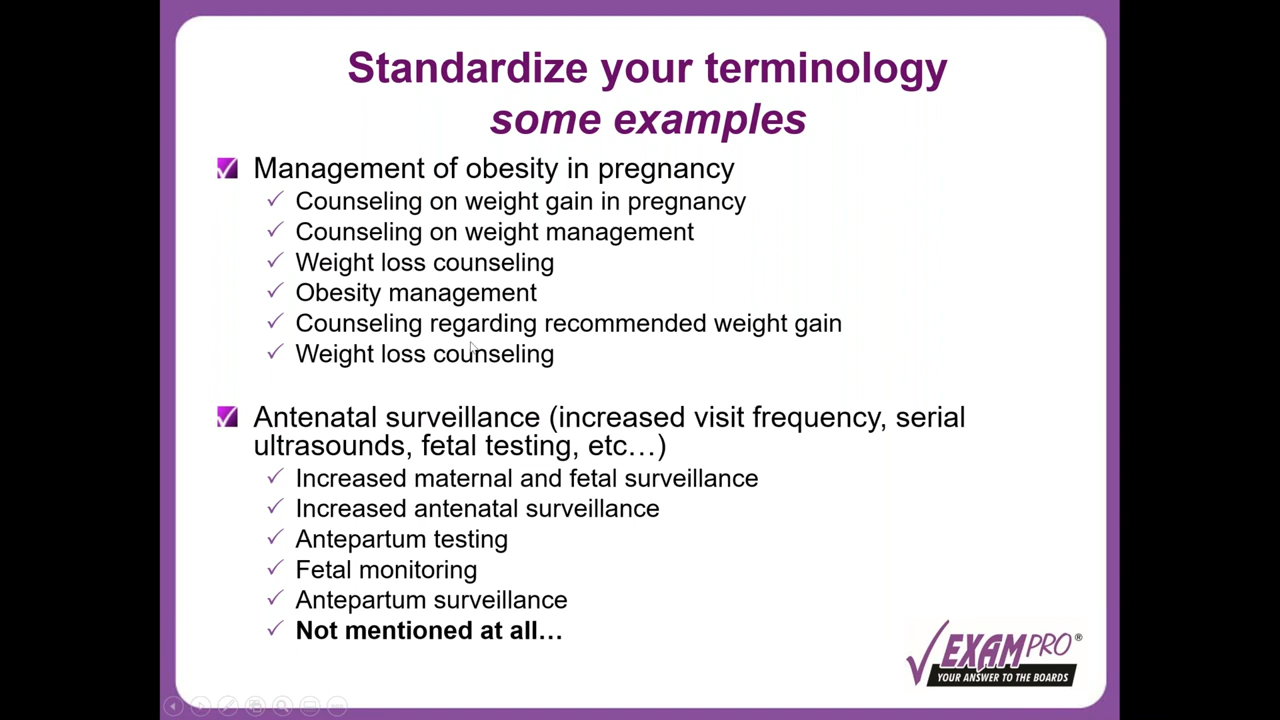 Standardize your terminology
some examples
Management of obesity in pregnancy
Counseling on weight gain in pregnancy
Counseling on weight management
Weight loss counseling
Obesity management
Counseling regarding recommended weight gain
Weight loss counseling
Antenatal surveillance (increased visit frequency, serial
ultrasounds, fetal testing, etc…)
Increased maternal and fetal surveillance
Increased antenatal surveillance
Antepartum testing
Fetal monitoring
Antepartum surveillance
Not mentioned at all…
EXAMPRO®
YOUR ANSWER TO THE BOARDS